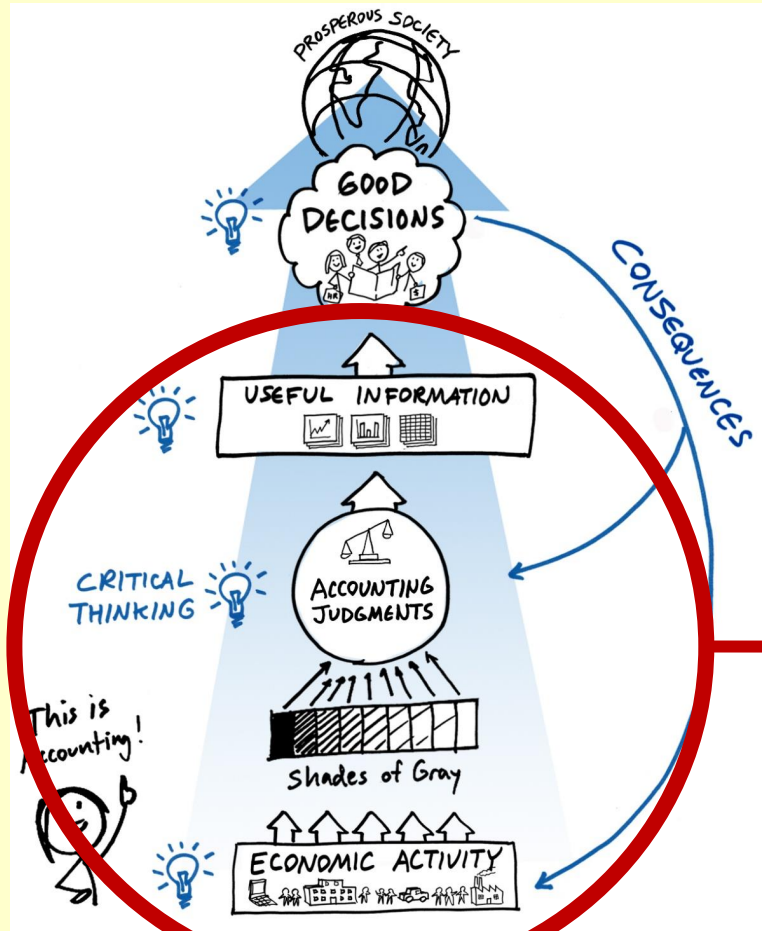 PROSPEROUS SOCIETY
GOOD
DECISIONS
HR
$
CONSEQUENCES
USEFUL INFORMATION
CRITICAL
THINKING
ACCOUNTING
JUDGMENTS
This is
Accounting!
Shades of Gray
ECONOMIC ACTIVITY